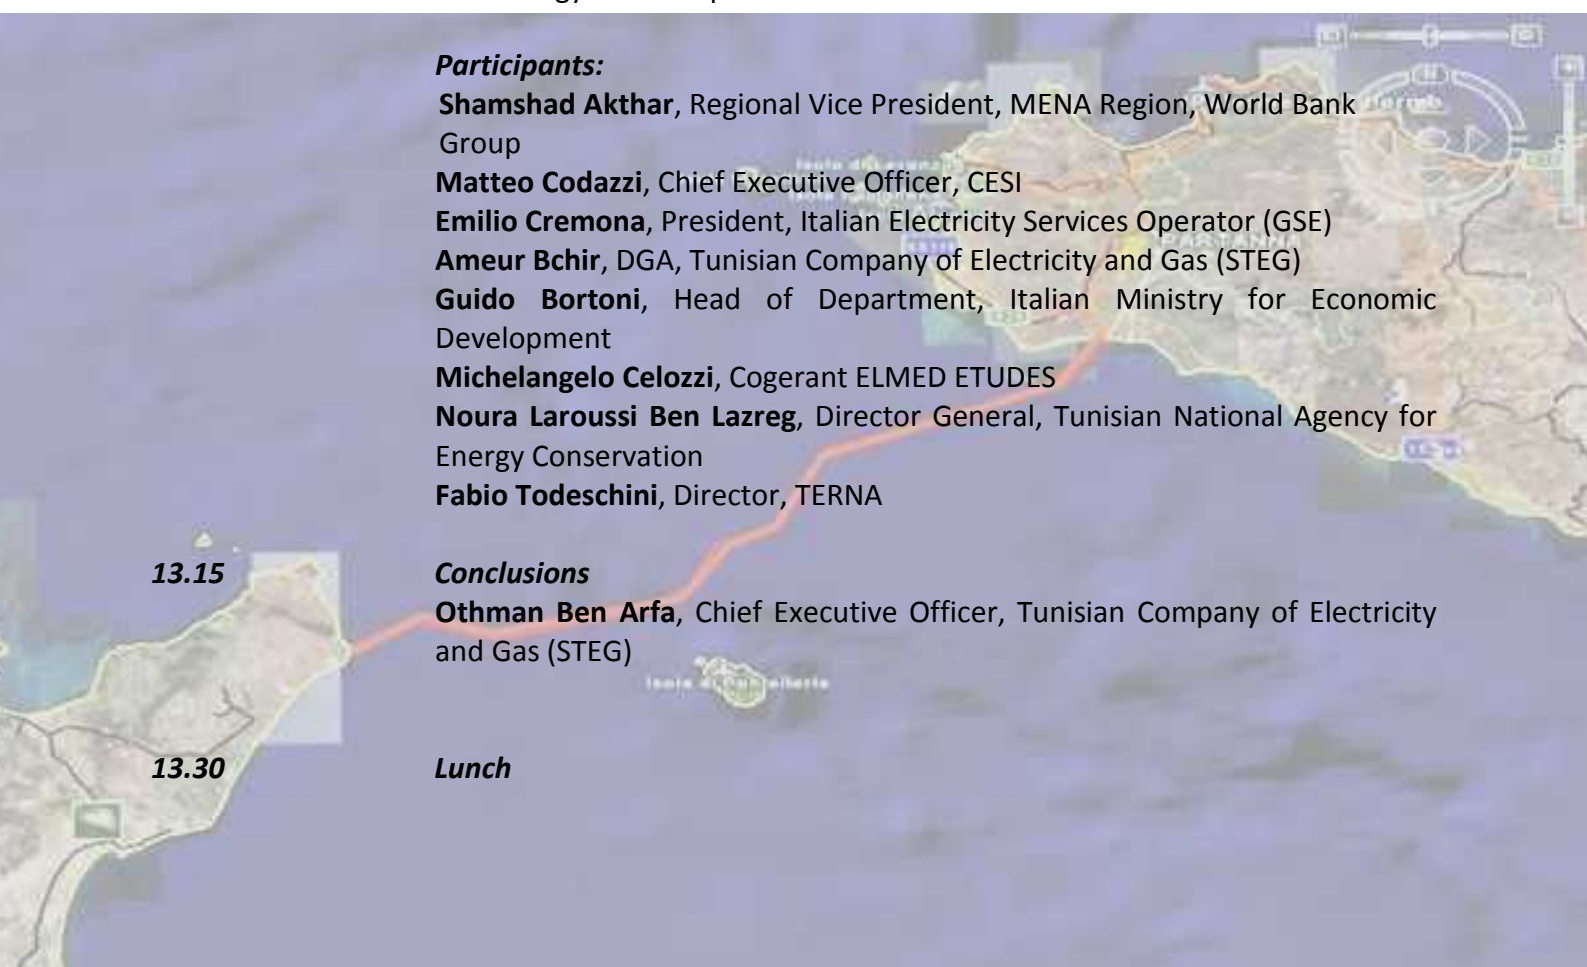 Participants:
Shamshad Akthar, Regional Vice President, MENA Region, World Bank
Group
Matteo Codazzi, Chief Executive Officer, CESI
Emilio Cremona, President, Italian Electricity Services Operator (GSE)
PARTANNA
Ameur Bchir, DGA, Tunisian Company of Electricity and Gas (STEG)
Guido Bortoni, Head of Department, Italian Ministry for Economic
Development
Michelangelo Celozzi, Cogerant ELMED ETUDES
Noura Laroussi Ben Lazreg, Director General, Tunisian National Agency for
Energy Conservation
Fabio Todeschini, Director, TERNA
13.15 Conclusions
Othman Ben Arfa, Chief Executive Officer, Tunisian Company of Electricity
and Gas (STEG)
Isola di Pantelleria
13.30 Lunch